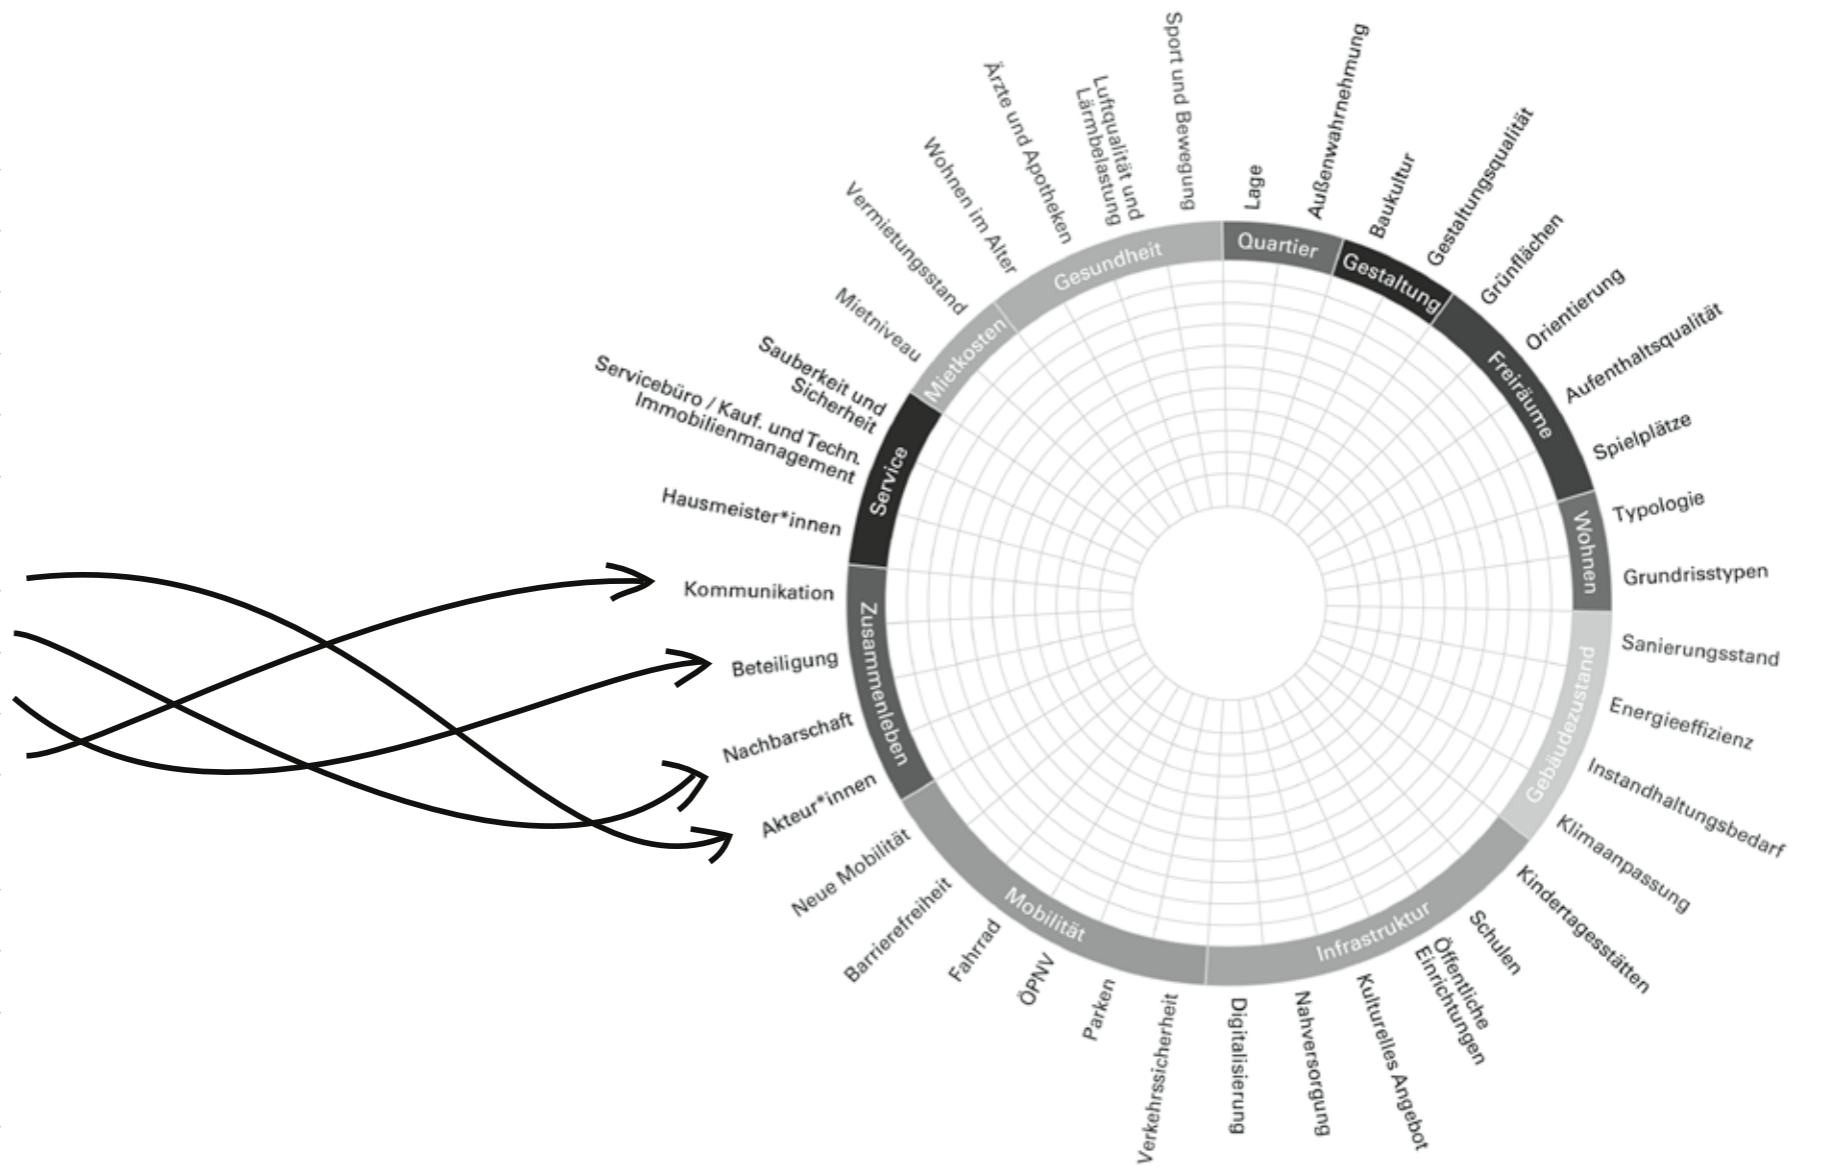 Quartier
Lage
Außenwahrnehmung
Gestaltung
Baukultur
Gestaltungsqualität
Freiräume
Grünflächen
Orientierung
Aufenthaltsqualität
Spielplätze
Wohnen
Typologie
Grundrisstypen
Gebäudezustand
Sanierungsstand
Energieeffizienz
Instandhaltungsbedarf
Klimaanpassung
Infrastruktur
Kindertagesstätten
Schulen
Öffentliche
Einrichtungen
Kulturelles Angebot
Nahversorgung
Digitalisierung
Mobilität
Verkehrssicherheit
Parken
ÖPNV
Fahrrad
Barrierefreiheit
Neue Mobilität
Zusammenleben
Akteur*innen
Nachbarschaft
Beteiligung
Kommunikation
Service
Hausmeister*innen
Servicebüro / Kauf. und Techn.
Immobilienmanagement
Sauberkeit und
Sicherheit
Mietkosten
Mietniveau
Vermietungsstand
Gesundheit
Wohnen im Alter
Ärzte und Apotheken
Luftqualität und
Lärmbelastung
Sport und Bewegung